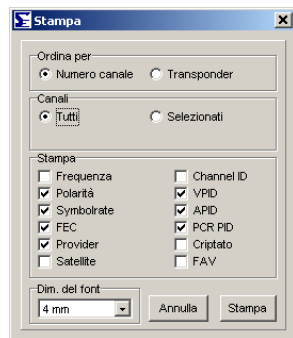 Stampa
Ordina per
Numero canale Transponder
Canali
Tutti Selezionati
Stampa
Frequenza Channel ID
Polarità VPID
Symbolrate APID
FEC PCR PID
Provider Criptato
Satellite FAV
Dim. del font
4 mm Annulla Stampa